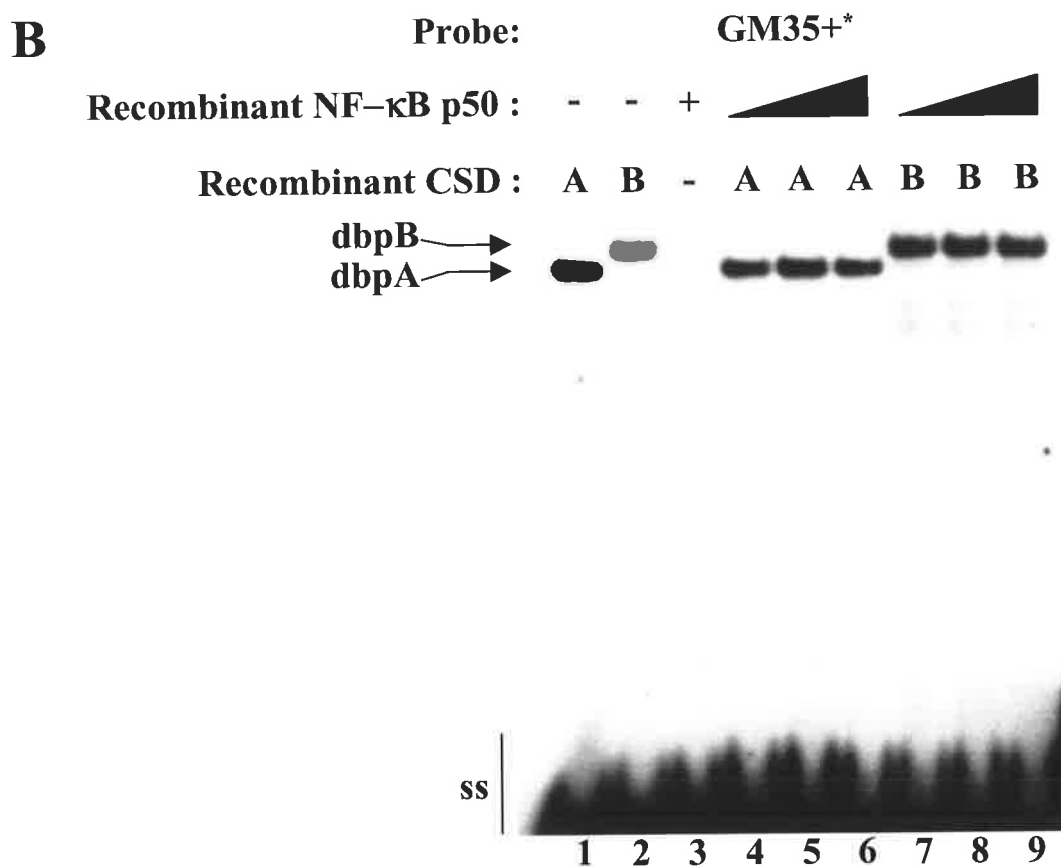 B
Probe: GM35+*
Recombinant NF-κB p50 : - - +
Recombinant CSD : A B - A A A B B B
dbpB
dbpA
ss
1 2 3 4 5 6 7 8 9